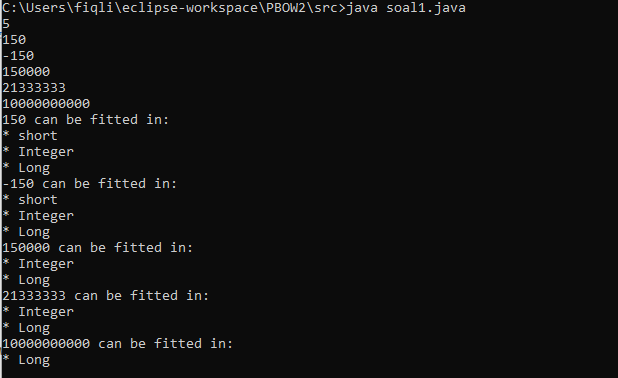 C:\Users\fiqli\eclipse-workspace\PBOW2\src>java soal1.java
5
150
-150
150000
21333333
10000000000
150 can be fitted in:
* short
* Integer
* Long
-150 can be fitted in:
* short
* Integer
* Long
150000 can be fitted in:
* Integer
* Long
21333333 can be fitted in:
* Integer
* Long
10000000000 can be fitted in:
* Long